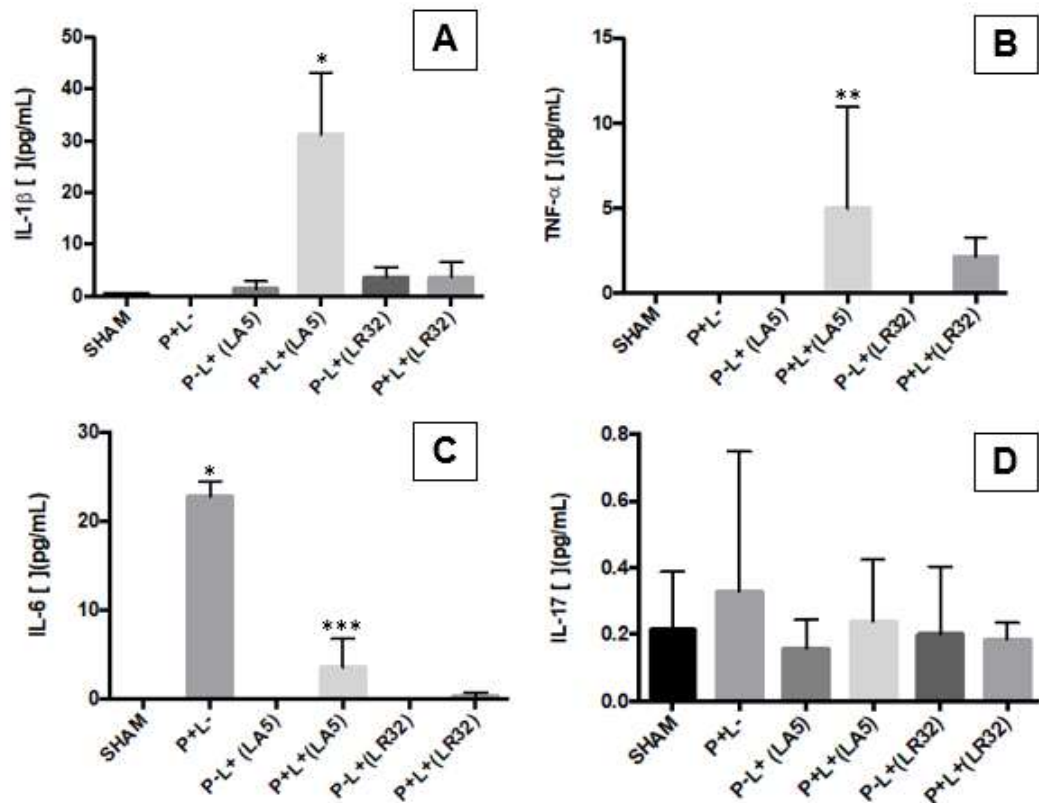 A
IL-1β [ ](pg/mL)
50
40
30
20
10
0
*
SHAM
P+L-
P-L+ (LA5)
P+L+(LA5)
P-L+(LR32)
P+L+(LR32)
B
TNF-α [ ](pg/mL)
15
10
5
0
**
SHAM
P+L-
P-L+ (LA5)
P+L+(LA5)
P-L+(LR32)
P+L+(LR32)
C
IL-6 [ ](pg/mL)
30
20
10
0
*
***
SHAM
P+L-
P-L+ (LA5)
P+L+(LA5)
P-L+(LR32)
P+L+(LR32)
D
IL-17 [ ](pg/mL)
0.8
0.6
0.4
0.2
0.0
SHAM
P+L-
P-L+ (LA5)
P+L+(LA5)
P-L+(LR32)
P+L+(LR32)